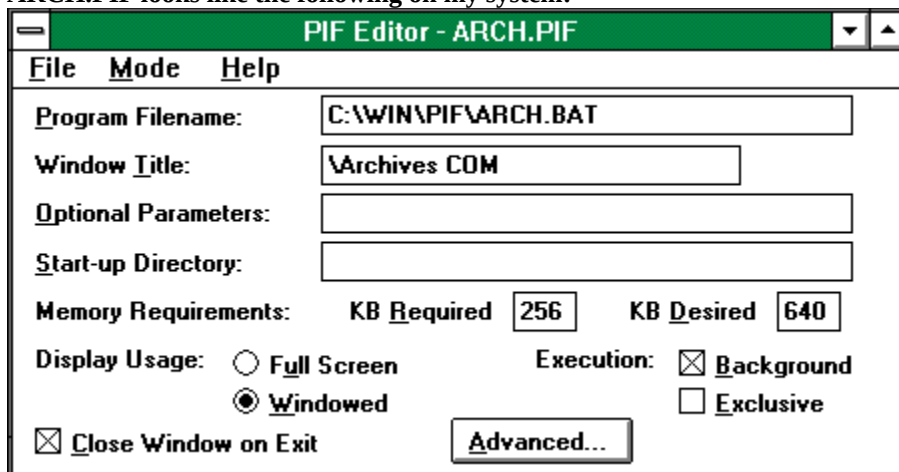 ARCH.PIF looks like the following on my system:
PIF Editor - ARCH.PIF
File Mode Help
Program Filename: C:\WIN\PIF\ARCH.BAT
Window Title: \Archives COM
Optional Parameters:
Start-up Directory:
Memory Requirements: KB Required 256 KB Desired 640
Display Usage: Full Screen Execution: Background
Windowed Exclusive
Close Window on Exit Advanced...